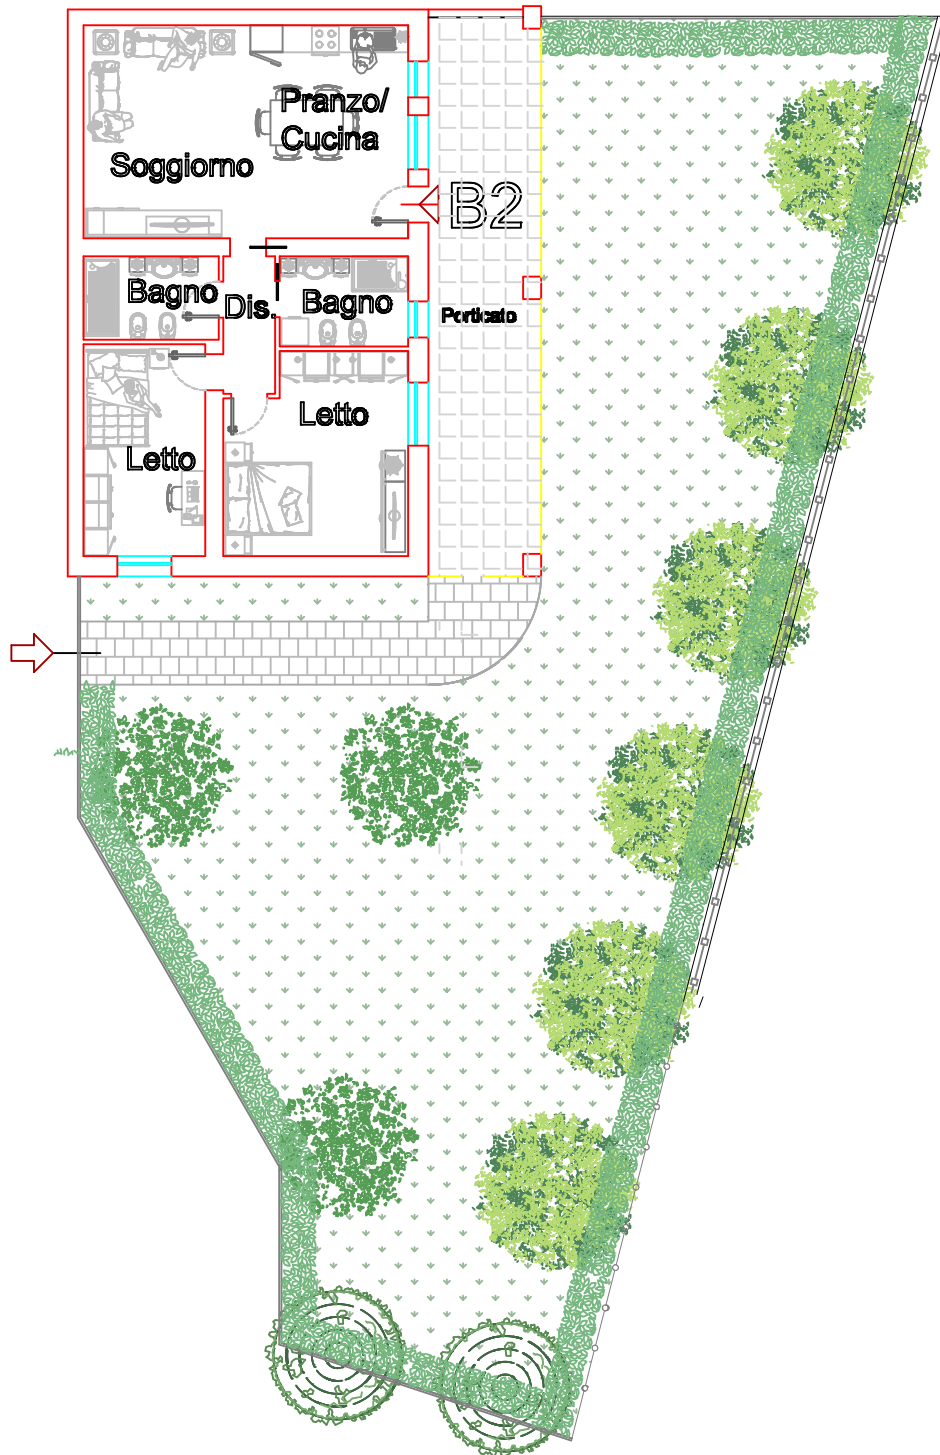 Pranzo/
Cucina
Soggiorno
B2
Bagno
Dis.
Bagno
Porticato
Letto
Letto